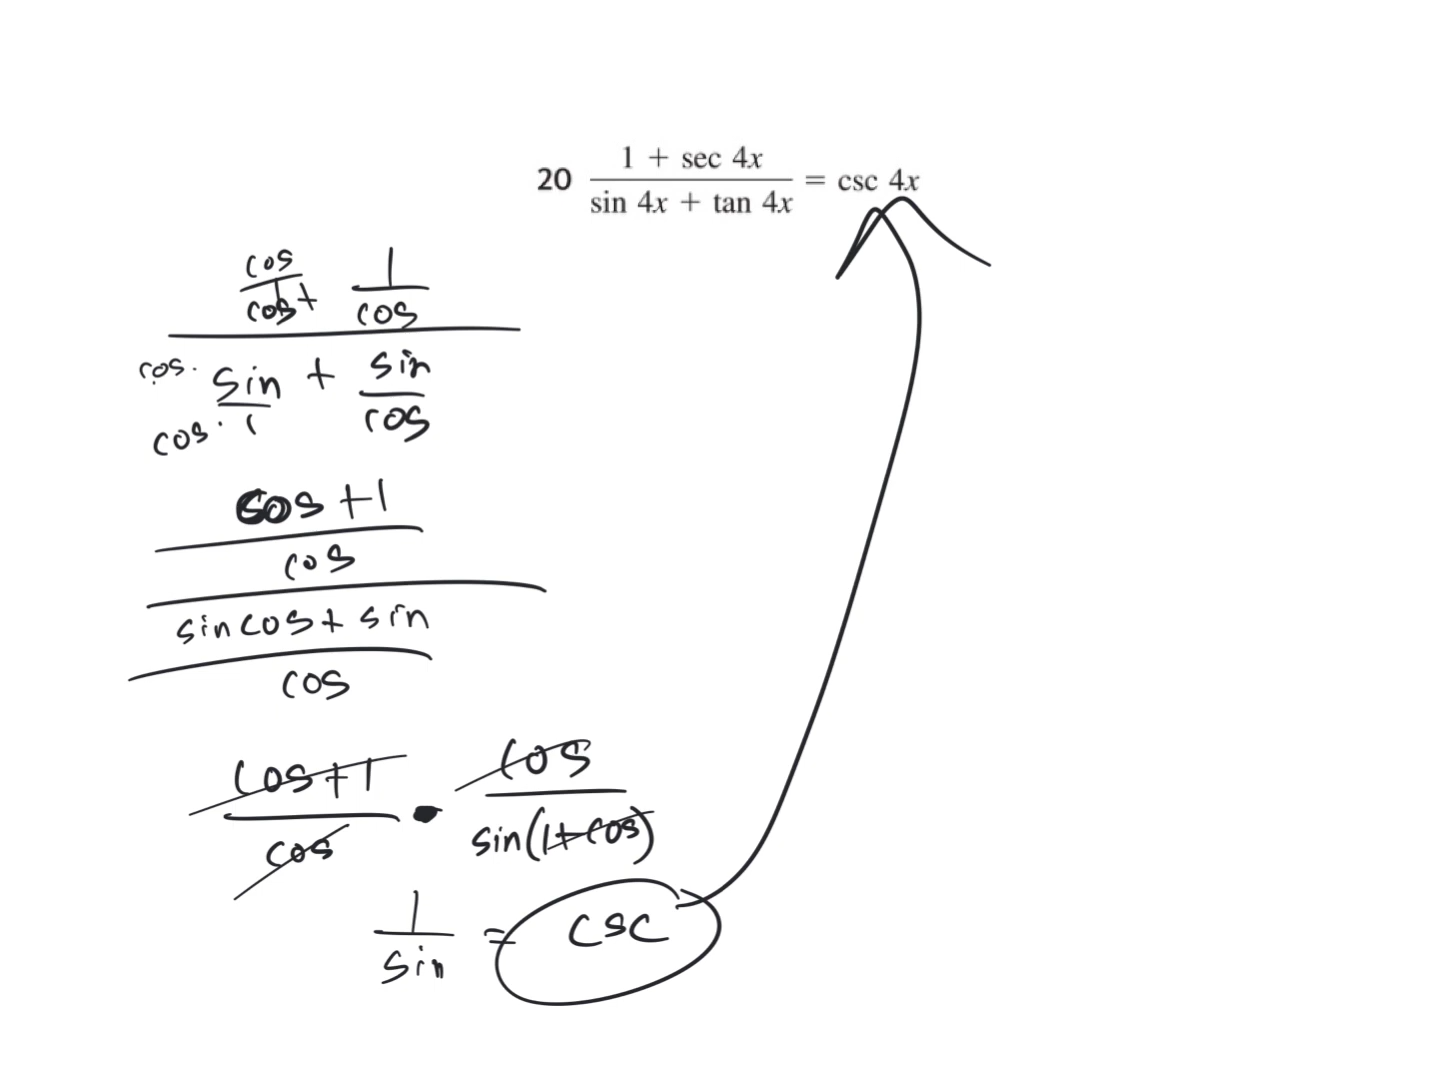 20 (1 + sec 4x)/(sin 4x + tan 4x) = csc 4x
cos/cos + 1/cos
cos. sin/1 + sin/cos
cos.
cos +1
cos
sin cos + sin
cos
cos+1/cos • cos/sin(1+cos)
1/sin = csc